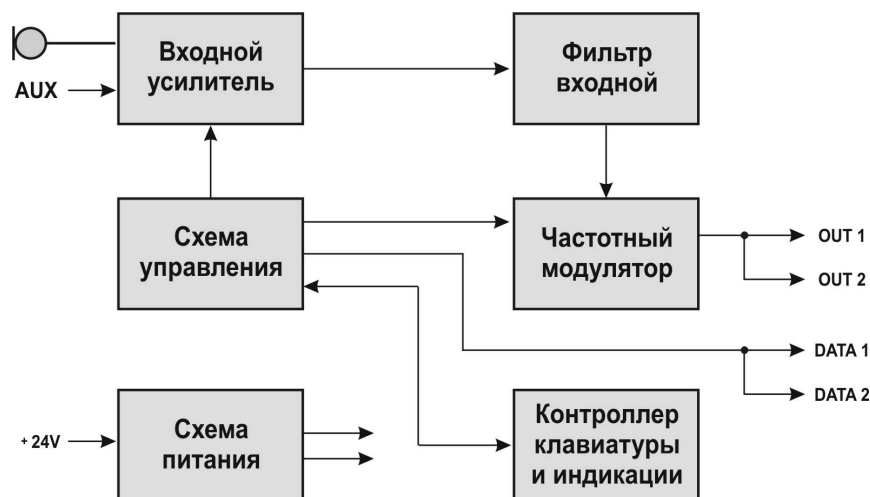 Входной
усилитель
Фильтр
входной
AUX
Схема
управления
Частотный
модулятор
OUT 1
OUT 2
DATA 1
DATA 2
+ 24V
Схема
питания
Контроллер
клавиатуры
и индикации